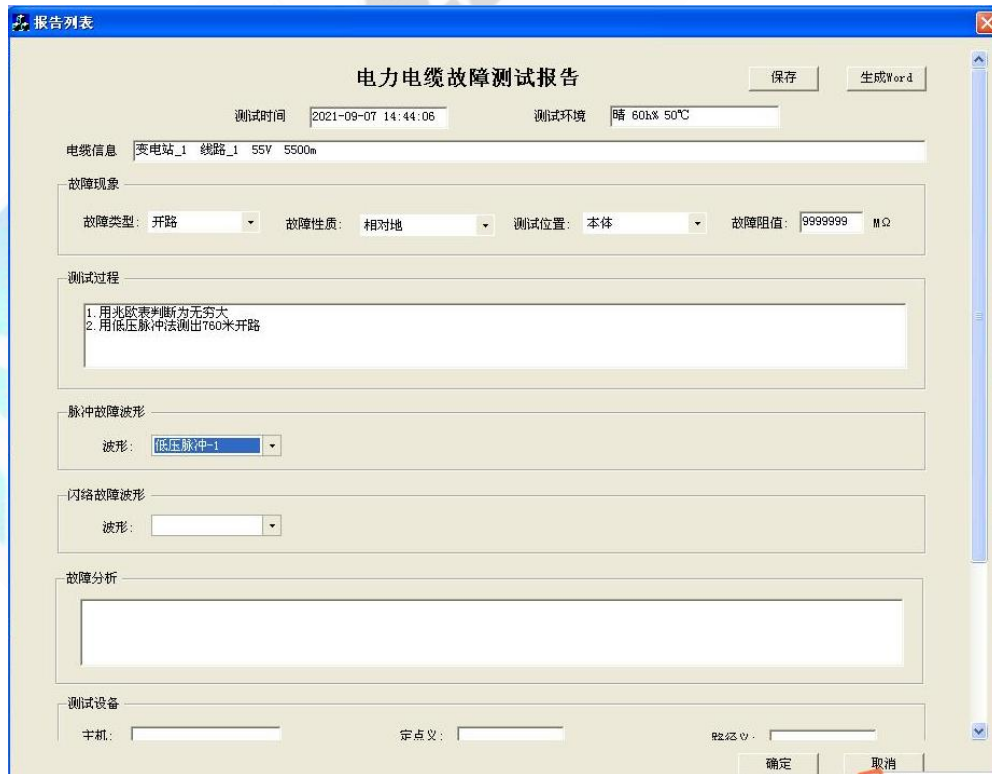 报告列表
电力电缆故障测试报告
保存
生成Word
测试时间 2021-09-07 14:44:06 测试环境 晴 60h% 50℃
电缆信息 变电站_1 线路_1 55V 5500m
故障现象
故障类型: 开路 故障性质: 相对地 测试位置: 本体 故障阻值: 9999999 MΩ
测试过程
1.用兆欧表判断为无穷大
2.用低压脉冲法测出760米开路
脉冲故障波形
波形: 低压脉冲-1
闪络故障波形
波形:
故障分析
测试设备
主机: 定点仪: 路径仪:
确定 取消